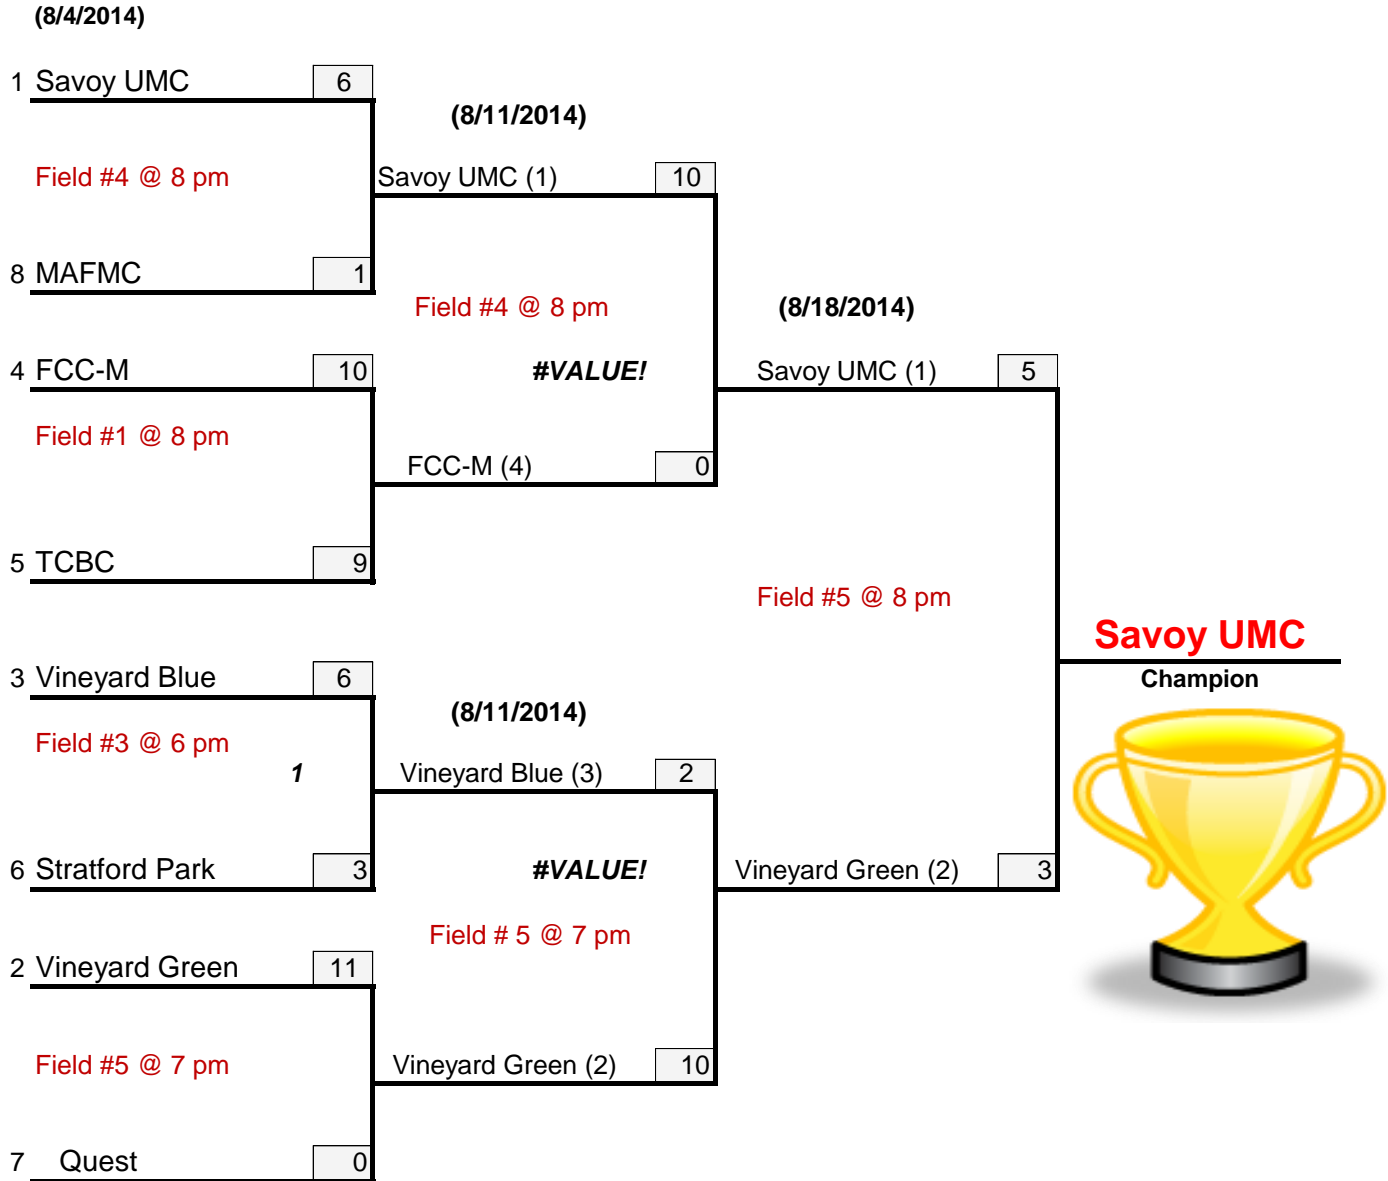 (8/4/2014)
1 Savoy UMC 6
(8/11/2014)
Field #4 @ 8 pm
Savoy UMC (1) 10
8 MAFMC 1
Field #4 @ 8 pm
(8/18/2014)
4 FCC-M 10
#VALUE!
Savoy UMC (1) 5
Field #1 @ 8 pm
FCC-M (4) 0
5 TCBC 9
Field #5 @ 8 pm
Savoy UMC
Champion
3 Vineyard Blue 6
(8/11/2014)
Field #3 @ 6 pm
1
Vineyard Blue (3) 2
6 Stratford Park 3
#VALUE!
Vineyard Green (2) 3
Field # 5 @ 7 pm
2 Vineyard Green 11
Field #5 @ 7 pm
Vineyard Green (2) 10
7 Quest 0